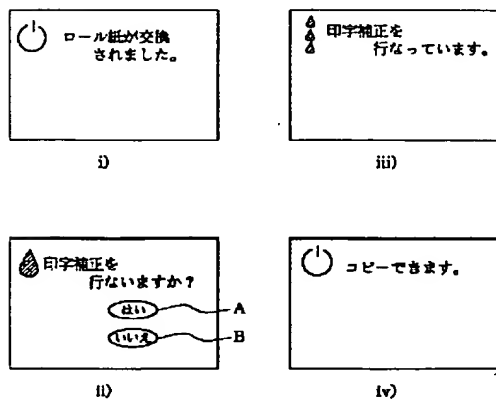 ロール紙が交換
されました。
i)
印字補正を
行なっています。
iii)
印字補正を
行ないますか？
はい
A
いいえ
B
ii)
コピーできます。
iv)